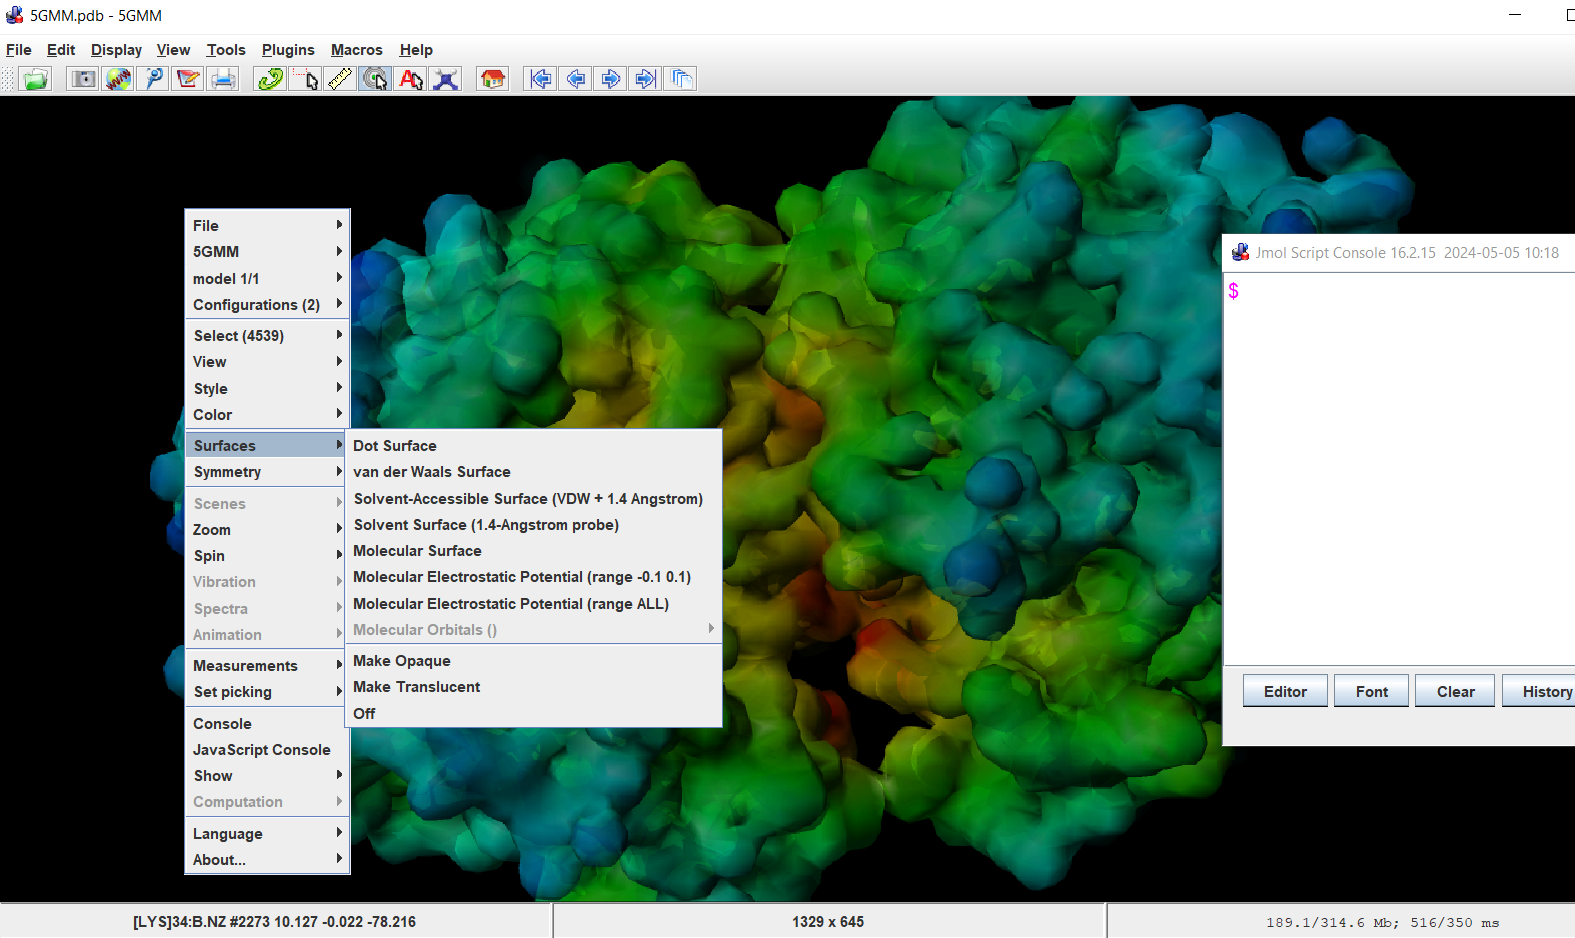 5GMM.pdb - 5GMM
File Edit Display View Tools Plugins Macros Help
File
5GMM
model 1/1
Configurations (2)
Select (4539)
View
Style
Color
Surfaces
Symmetry
Scenes
Zoom
Spin
Vibration
Spectra
Animation
Measurements
Set picking
Console
JavaScript Console
Show
Computation
Language
About...
Dot Surface
van der Waals Surface
Solvent-Accessible Surface (VDW + 1.4 Angstrom)
Solvent Surface (1.4-Angstrom probe)
Molecular Surface
Molecular Electrostatic Potential (range -0.1 0.1)
Molecular Electrostatic Potential (range ALL)
Molecular Orbitals ()
Make Opaque
Make Translucent
Off
Jmol Script Console 16.2.15 2024-05-05 10:18
$
Editor Font Clear History
[LYS]34:B.NZ #2273 10.127 -0.022 -78.216
1329 x 645
189.1/314.6 Mb; 516/350 ms